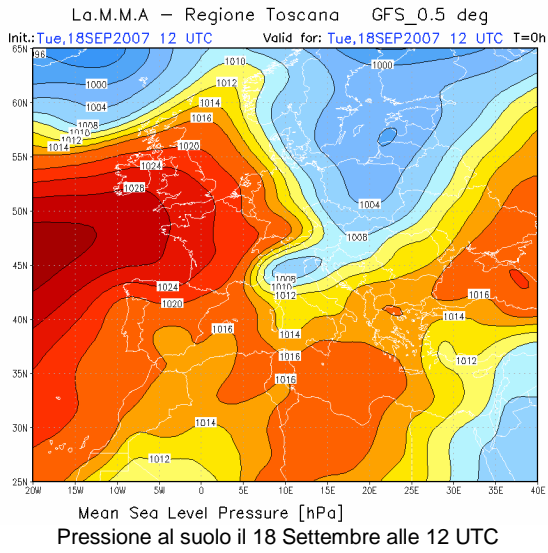 La.M.M.A – Regione Toscana GFS_0.5 deg
Init.: Tue,18SEP2007 12 UTC Valid for: Tue,18SEP2007 12 UTC T=0h
65N
60N
55N
50N
45N
40N
35N
30N
25N
96
1000
1004
1008
1010
1012
1014
1010
1012
1014
1016
1020
1024
1028
1000
1004
1008
1008
1010
1012
1024
1020
1016
1014
1016
1016
1016
1014
1012
1014
1012
20W 15W 10W 5W 0 5E 10E 15E 20E 25E 30E 35E 40E
Mean Sea Level Pressure [hPa]
Pressione al suolo il 18 Settembre alle 12 UTC